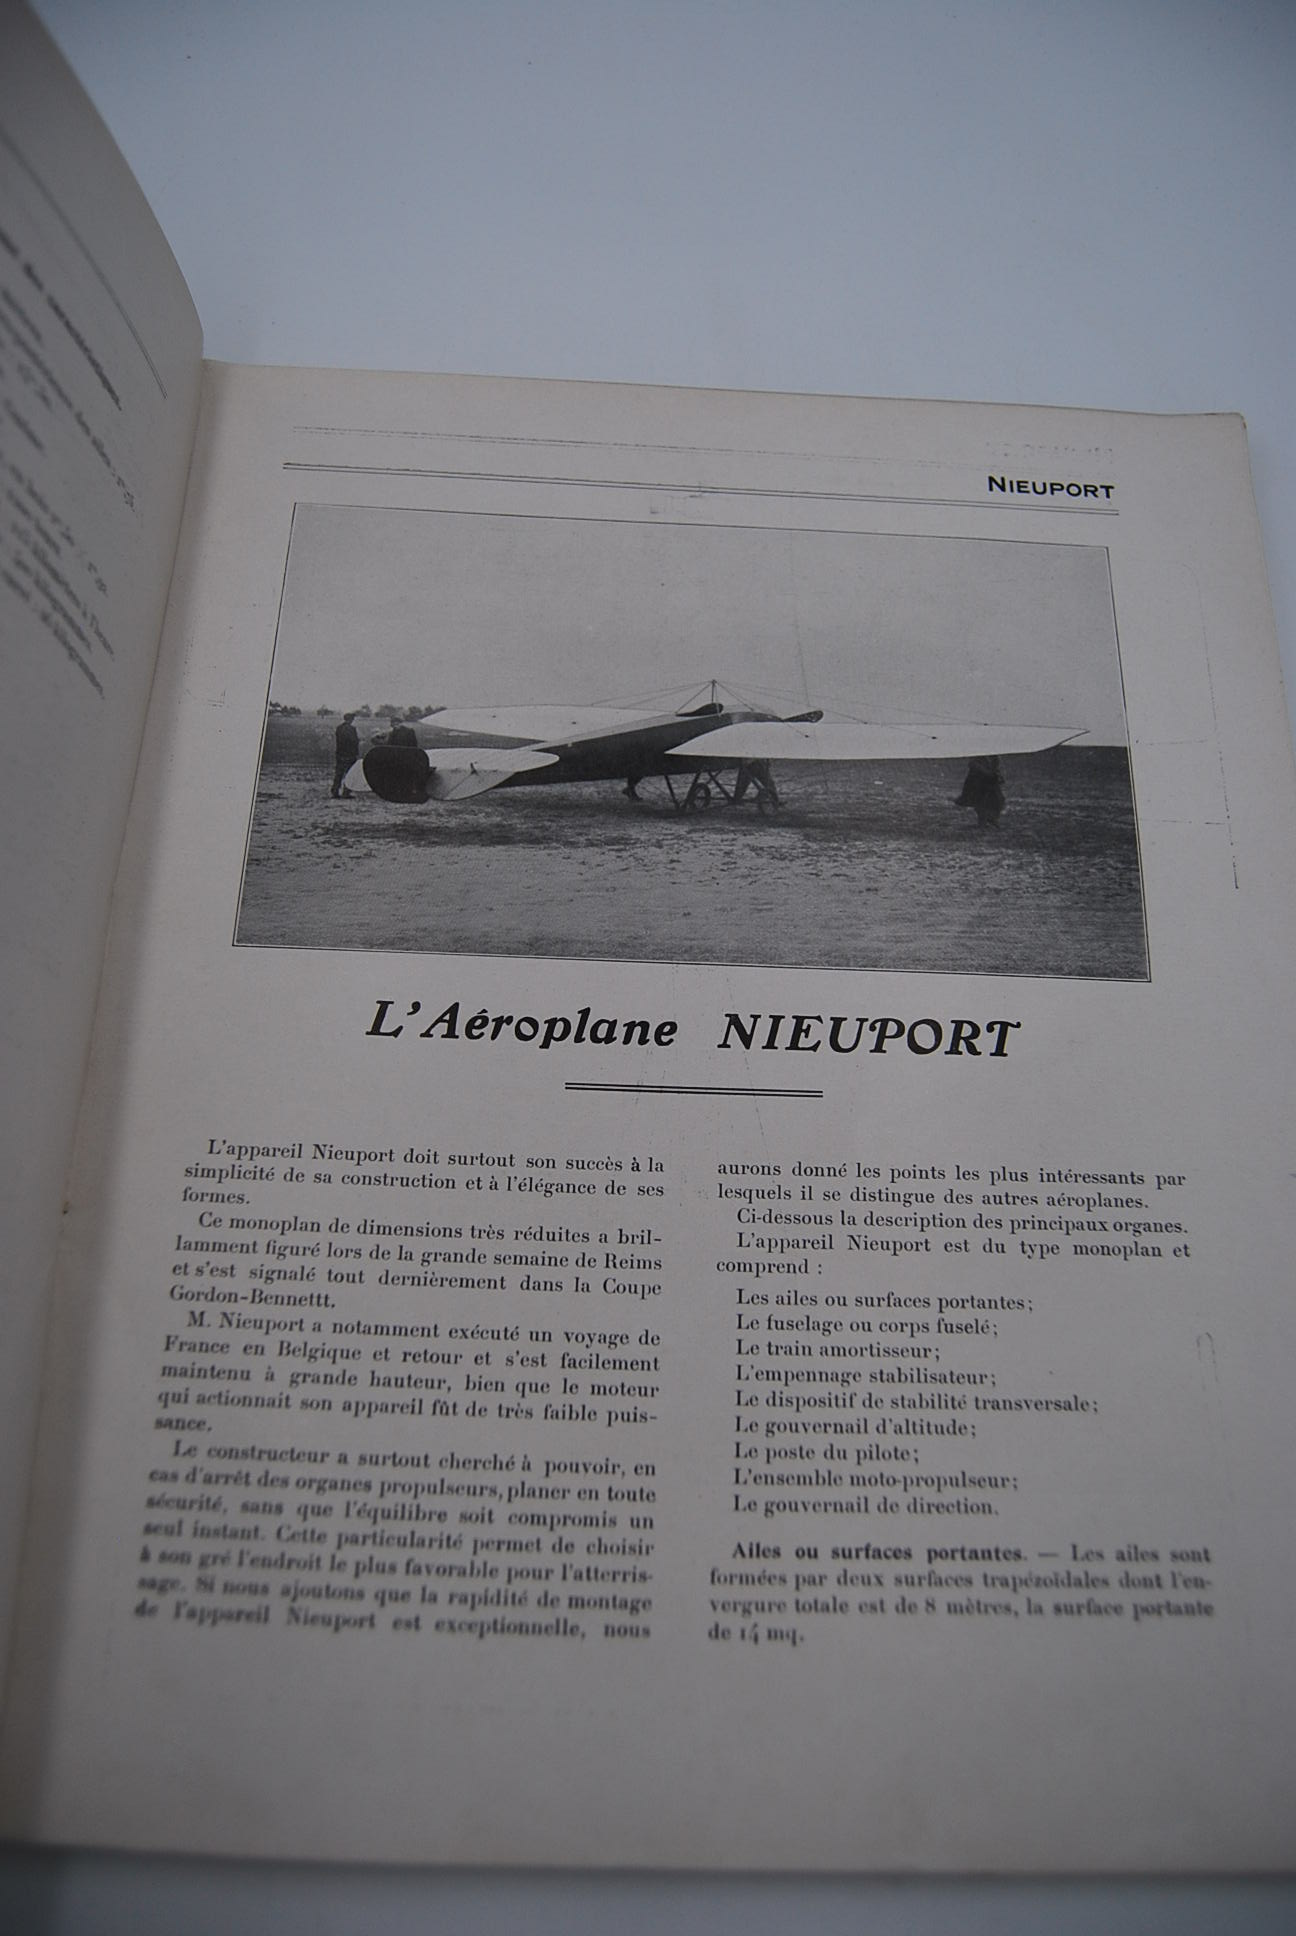 NIEUPORT
L'Aéroplane NIEUPORT
L'appareil Nieuport doit surtout son succès à la
simplicité de sa construction et à l'élégance de ses
formes.
Ce monoplan de dimensions très réduites a bril-
lamment figuré lors de la grande semaine de Reims
et s'est signalé tout dernièrement dans la Coupe
Gordon-Bennettt.
M. Nieuport a notamment exécuté un voyage de
France en Belgique et retour et s'est facilement
maintenu à grande hauteur, bien que le moteur
qui actionnait son appareil fût de très faible puis-
sance.
Le constructeur a surtout cherché à pouvoir, en
cas d'arrêt des organes propulseurs, planer en toute
sécurité, sans que l'équilibre soit compromis un
seul instant. Cette particularité permet de choisir
à son gré l'endroit le plus favorable pour l'atterris-
sage. Si nous ajoutons que la rapidité de montage
de l'appareil Nieuport est exceptionnelle, nous
aurons donné les points les plus intéressants par
lesquels il se distingue des autres aéroplanes.
Ci-dessous la description des principaux organes.
L'appareil Nieuport est du type monoplan et
comprend :
Les ailes ou surfaces portantes;
Le fuselage ou corps fuselé;
Le train amortisseur;
L'empennage stabilisateur;
Le dispositif de stabilité transversale;
Le gouvernail d'altitude;
Le poste du pilote;
L'ensemble moto-propulseur;
Le gouvernail de direction.
Ailes ou surfaces portantes. — Les ailes sont
formées par deux surfaces trapézoïdales dont l'en-
vergure totale est de 8 mètres, la surface portante
de 14 mq.